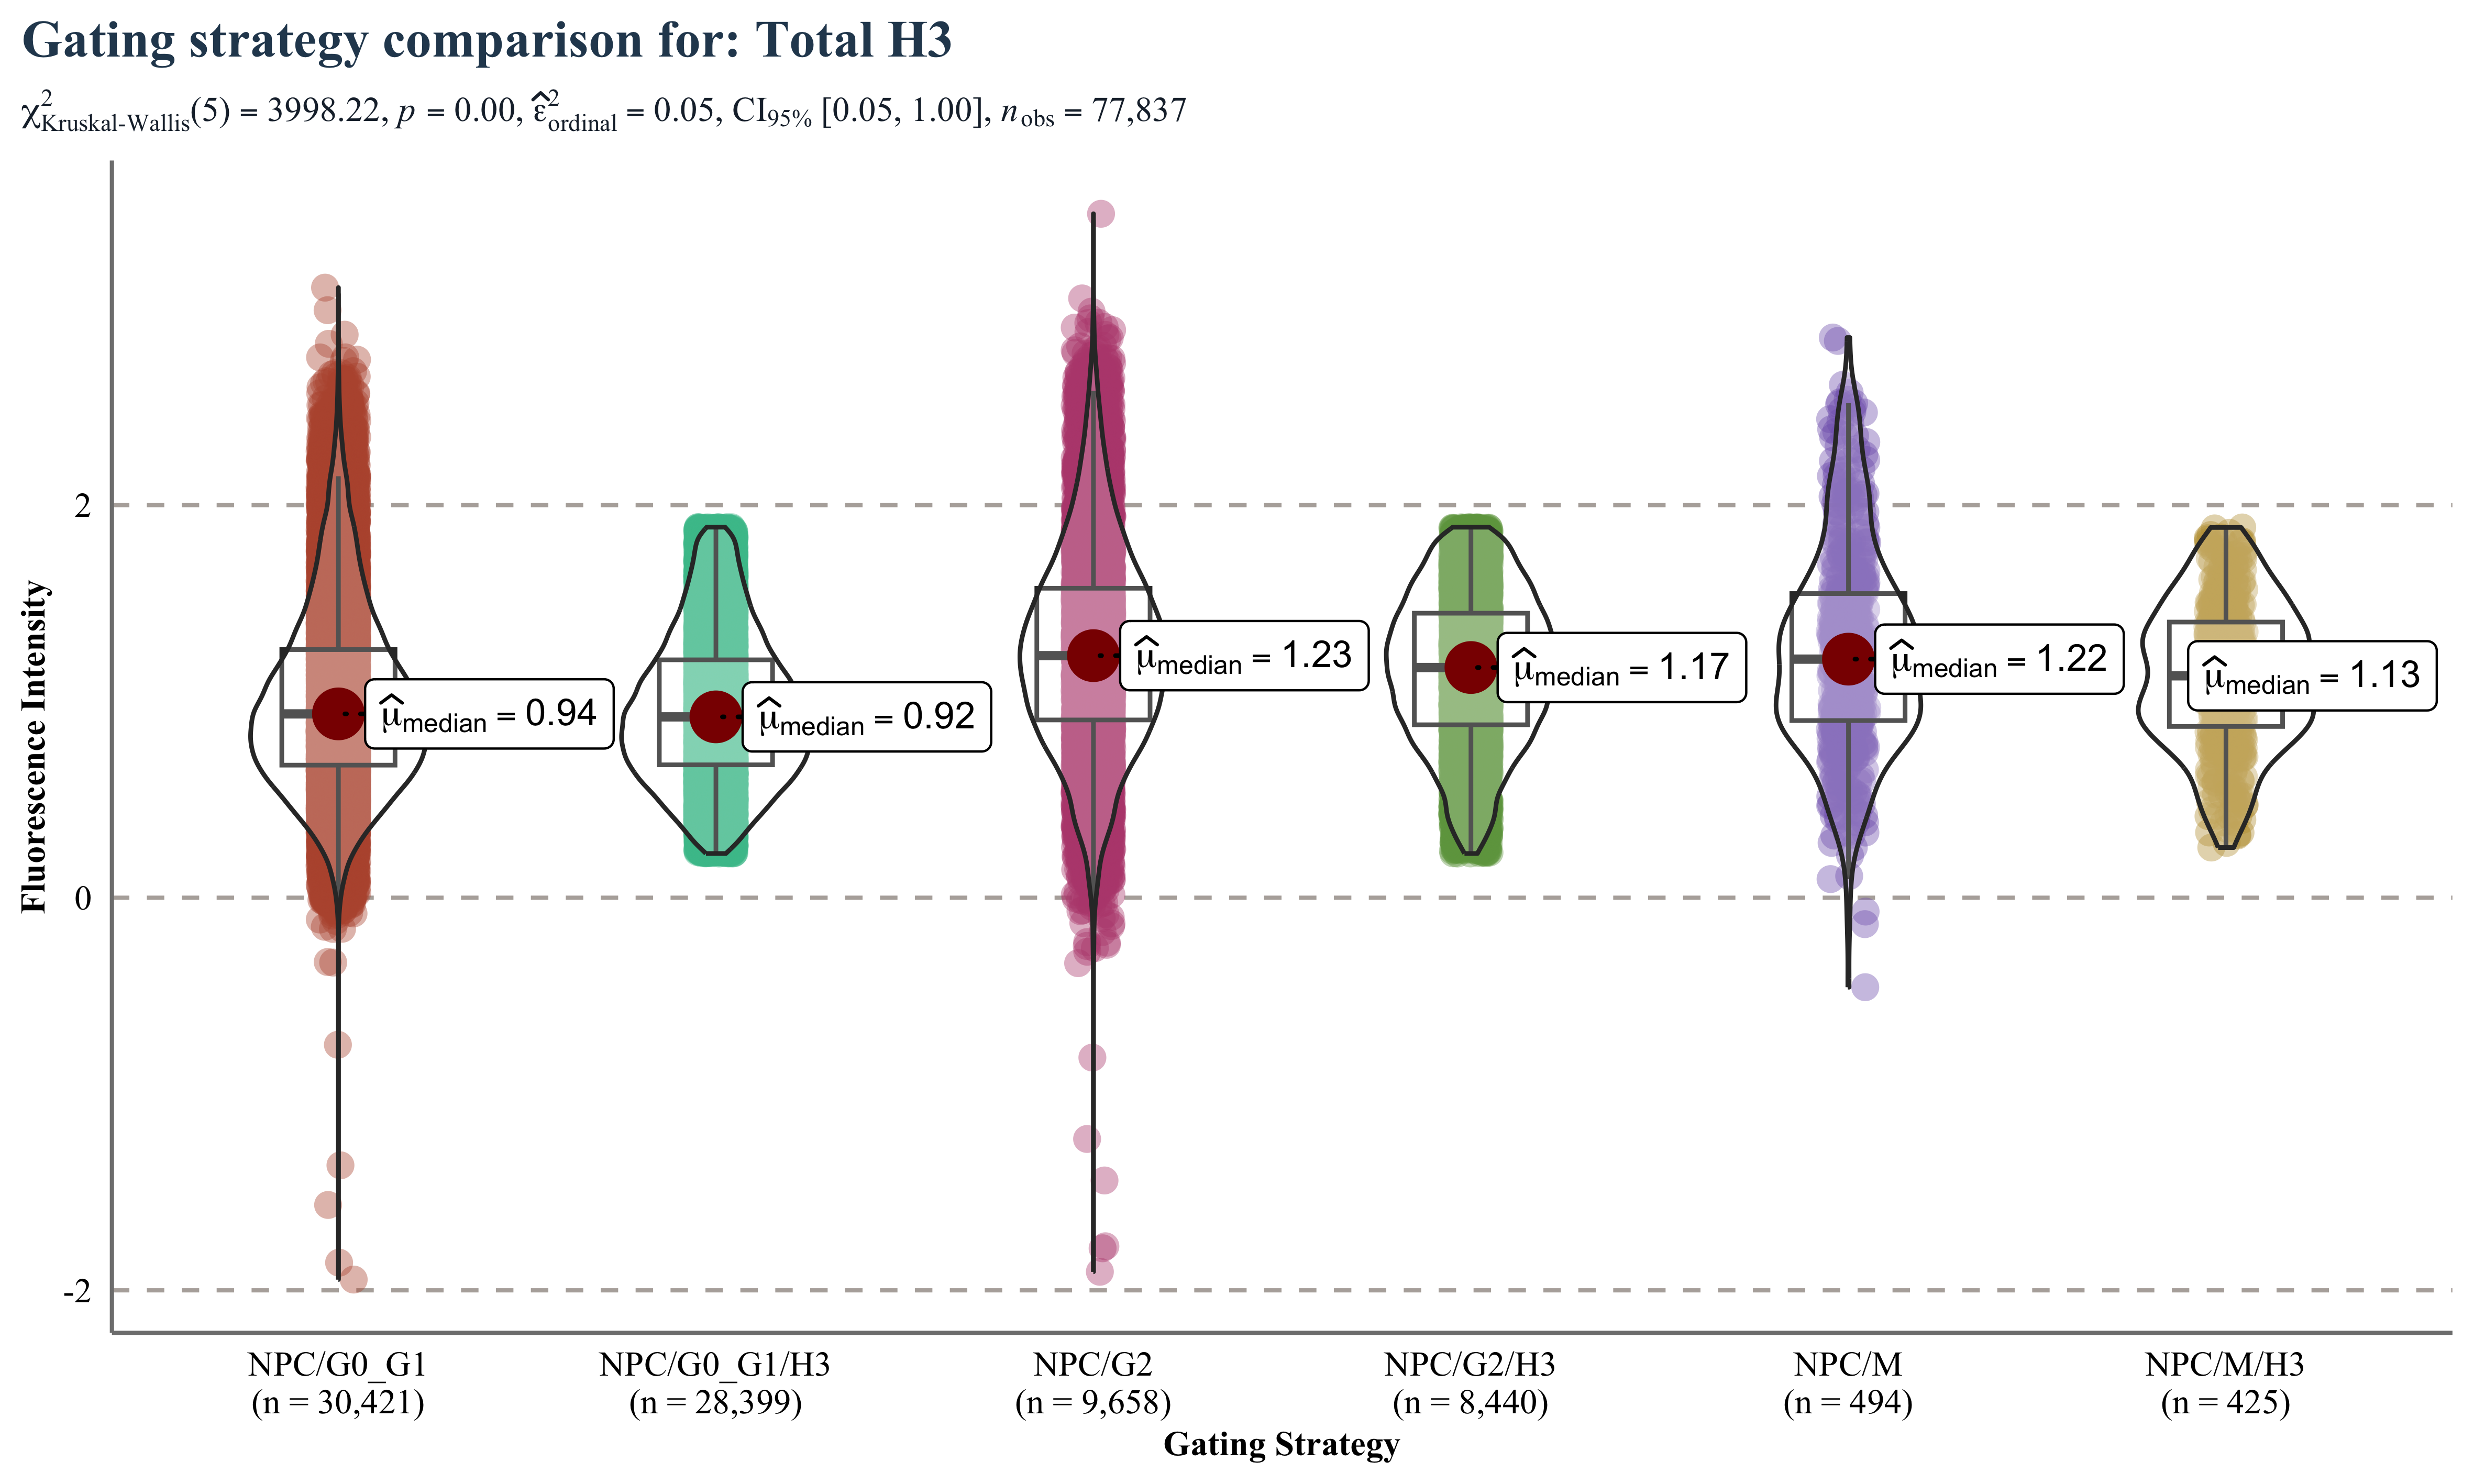 Gating strategy comparison for: Total H3
χ²Kruskal-Wallis(5) = 3998.22, p = 0.00, ε̂²ordinal = 0.05, CI95% [0.05, 1.00], nobs = 77,837
Fluorescence Intensity
2
0
-2
μ̂median = 0.94
μ̂median = 0.92
μ̂median = 1.23
μ̂median = 1.17
μ̂median = 1.22
μ̂median = 1.13
NPC/G0_G1
(n = 30,421)
NPC/G0_G1/H3
(n = 28,399)
NPC/G2
(n = 9,658)
NPC/G2/H3
(n = 8,440)
NPC/M
(n = 494)
NPC/M/H3
(n = 425)
Gating Strategy